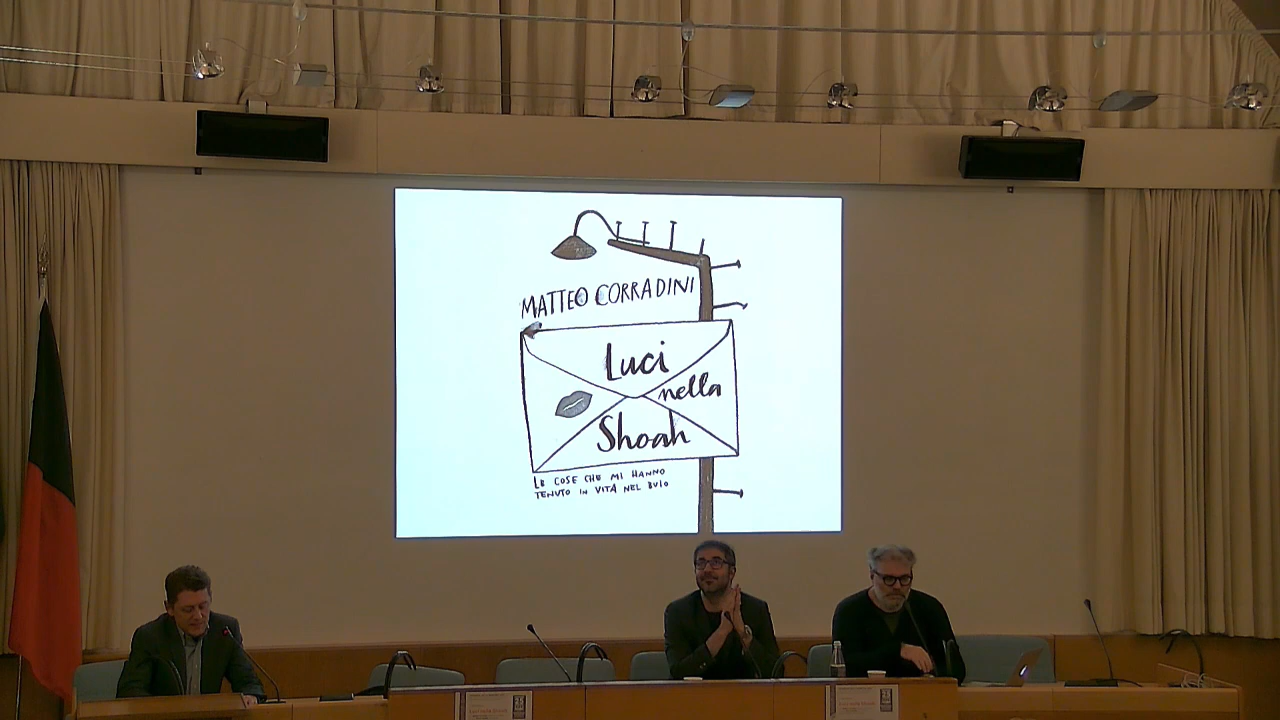 MATTEO CORRADINI
Luci
nella
Shoah
LE COSE CHE MI HANNO
TENUTO IN VITA NEL BUIO